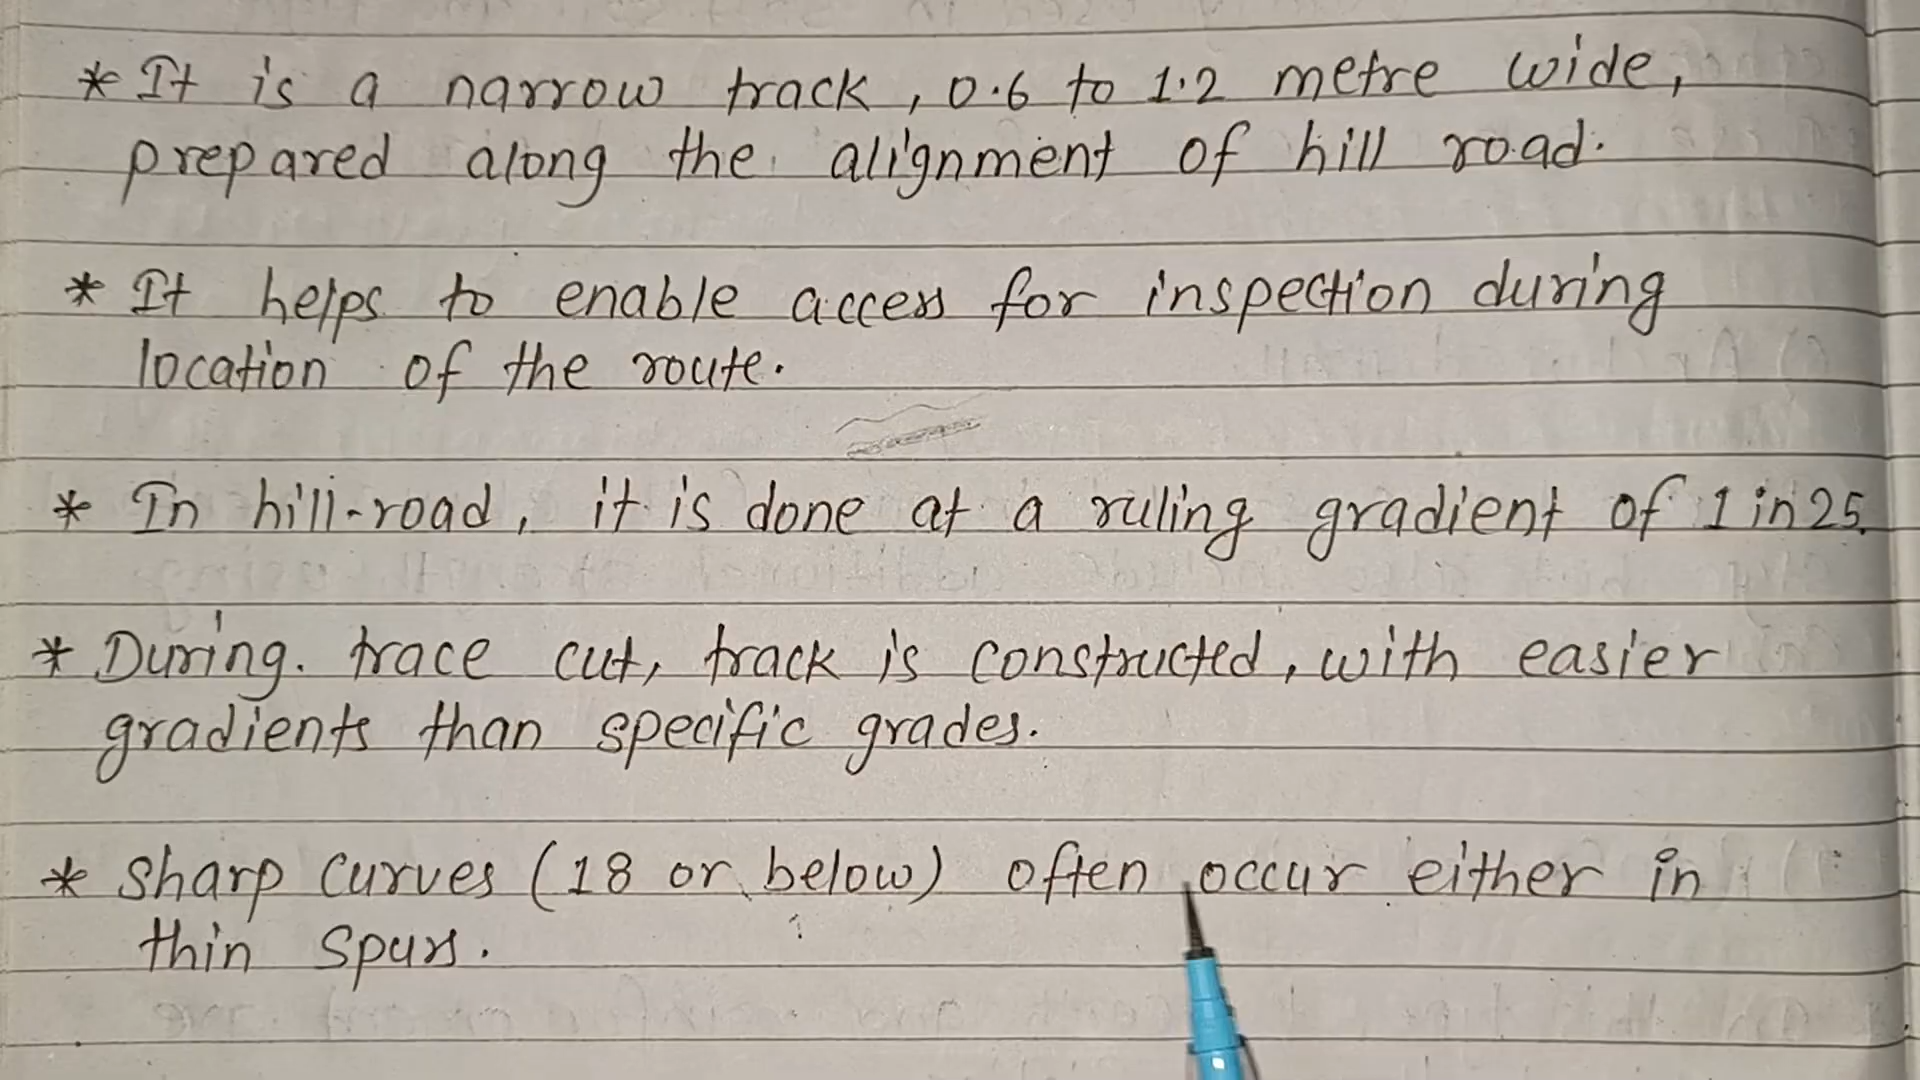 * It is a narrow track, 0.6 to 1.2 metre wide,
prepared along the alignment of hill road.
* It helps to enable access for inspection during
location of the route.
* In hill-road, it is done at a ruling gradient of 1 in 25.
* During trace cut, track is constructed, with easier
gradients than specific grades.
* Sharp curves (18 or below) often occur either in
thin spurs.